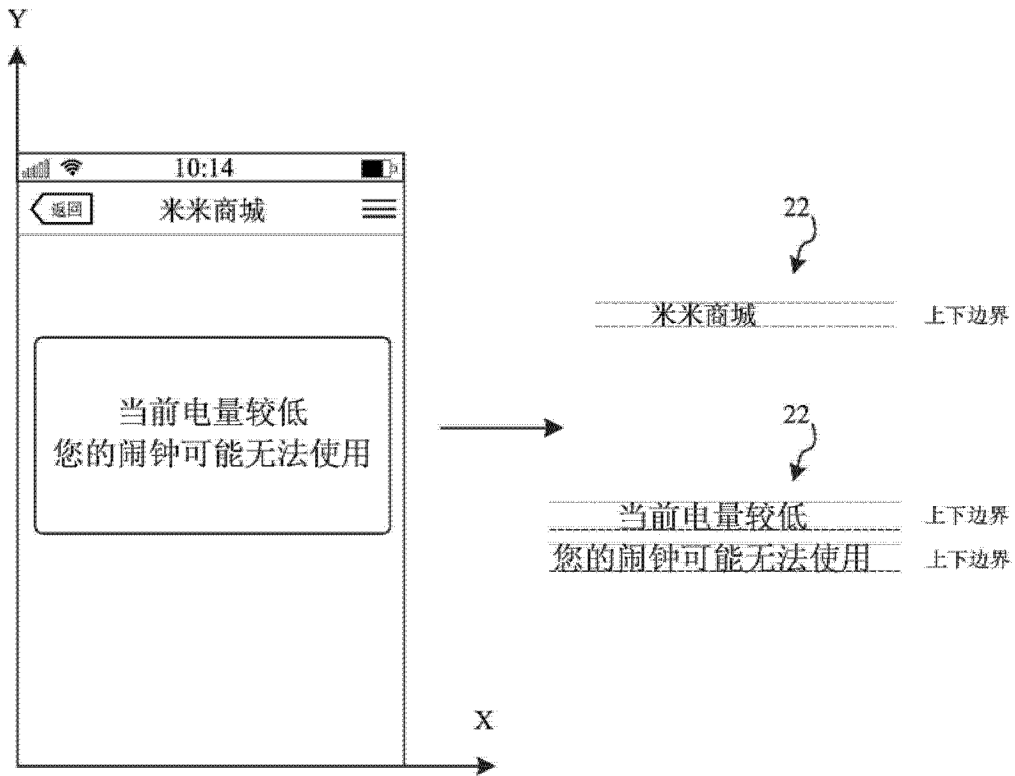 Y
10:14
返回
米米商城
当前电量较低
您的闹钟可能无法使用
X
22
米米商城 上下边界
22
当前电量较低 上下边界
您的闹钟可能无法使用 上下边界